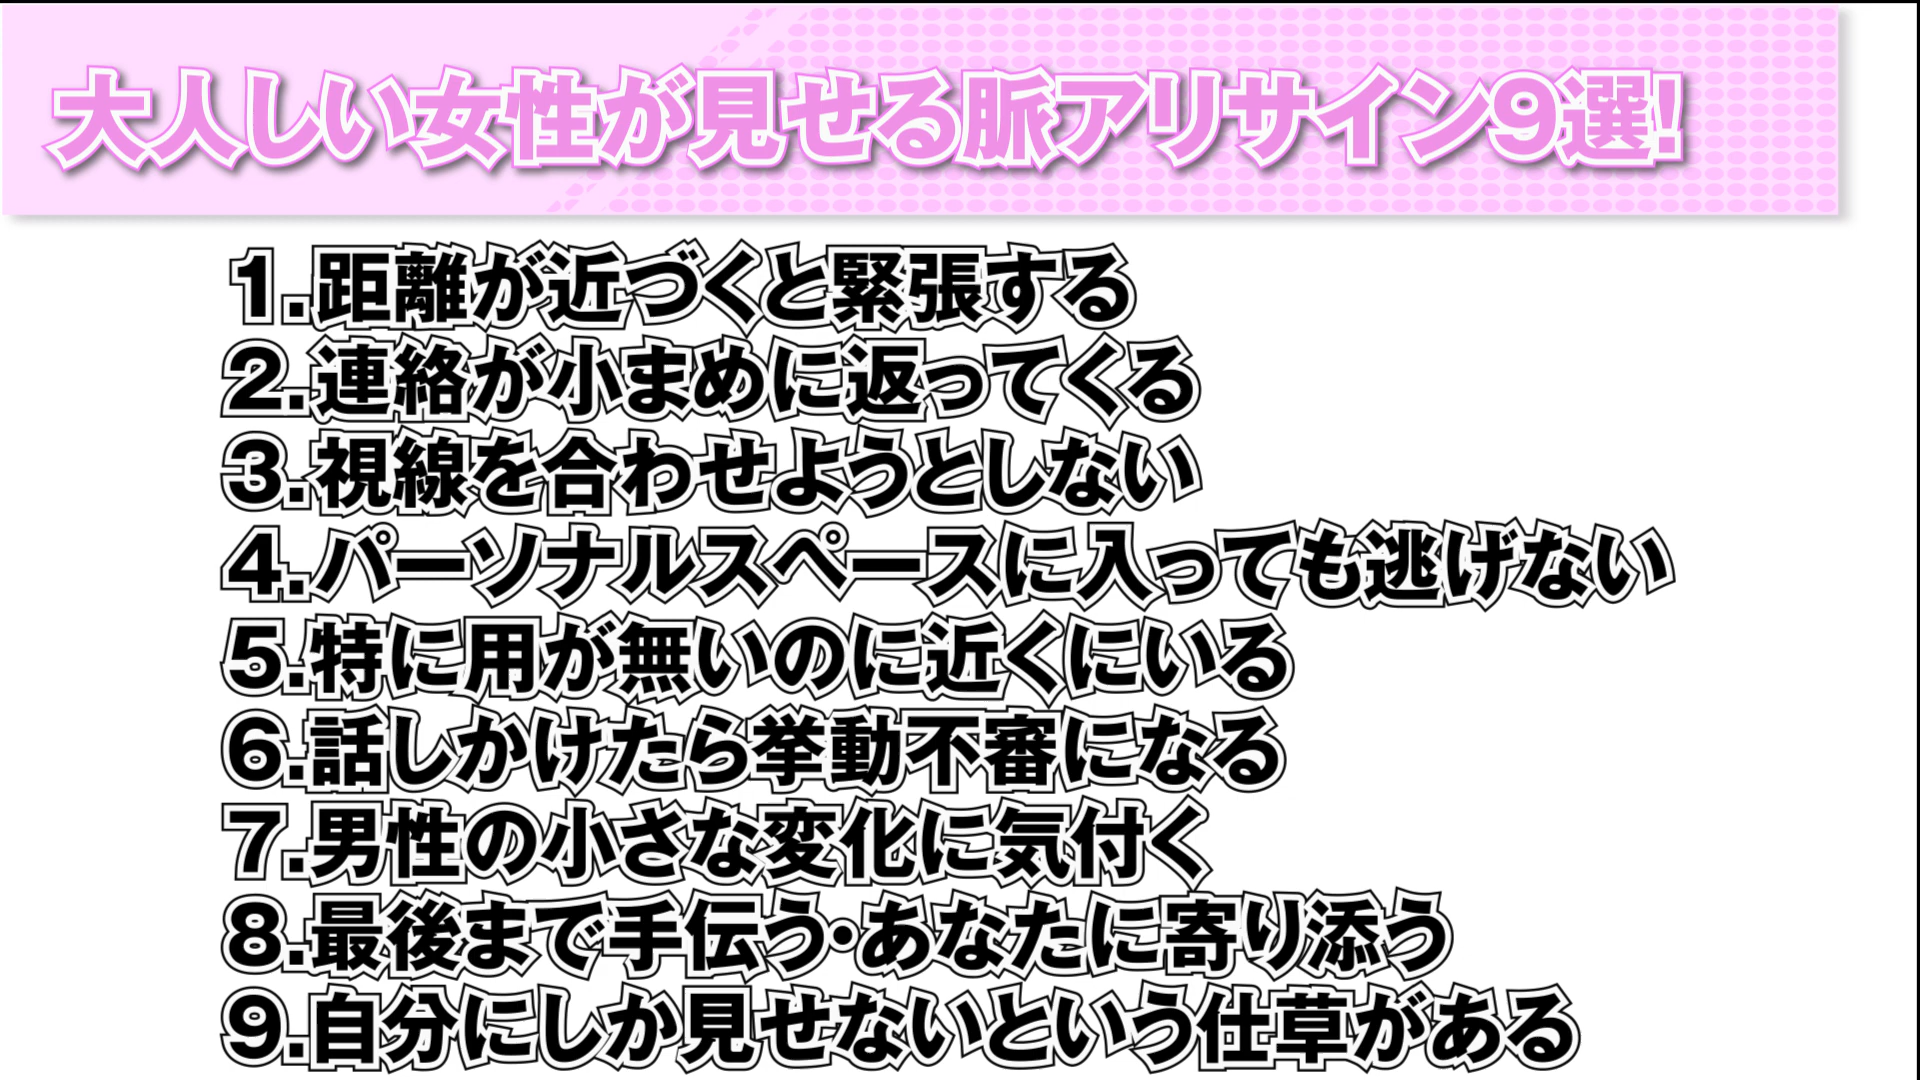 大人しい女性が見せる脈アリサイン9選!
1.距離が近づくと緊張する
2.連絡が小まめに返ってくる
3.視線を合わせようとしない
4.パーソナルスペースに入っても逃げない
5.特に用が無いのに近くにいる
6.話しかけたら挙動不審になる
7.男性の小さな変化に気付く
8.最後まで手伝う・あなたに寄り添う
9.自分にしか見せないという仕草がある